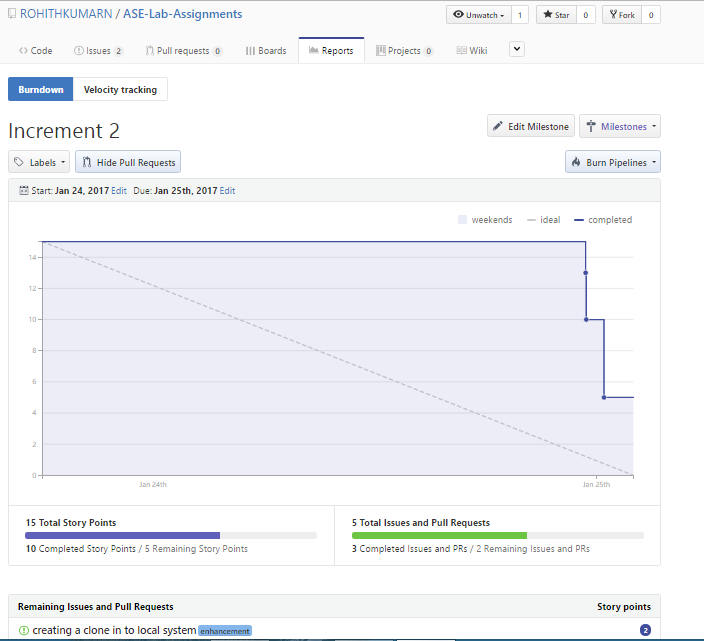 ROHITHKUMARN / ASE-Lab-Assignments
Unwatch 1 Star 0 Fork 0
Code Issues 2 Pull requests 0 Boards Reports Projects 0 Wiki
Burndown Velocity tracking
Increment 2
Edit Milestone Milestones
Labels Hide Pull Requests Burn Pipelines
Start: Jan 24, 2017 Edit Due: Jan 25th, 2017 Edit
weekends ideal completed
14
12
10
8
6
4
2
0
Jan 24th Jan 25th
15 Total Story Points
10 Completed Story Points / 5 Remaining Story Points
5 Total Issues and Pull Requests
3 Completed Issues and PRs / 2 Remaining Issues and PRs
Remaining Issues and Pull Requests Story points
creating a clone in to local system enhancement 2